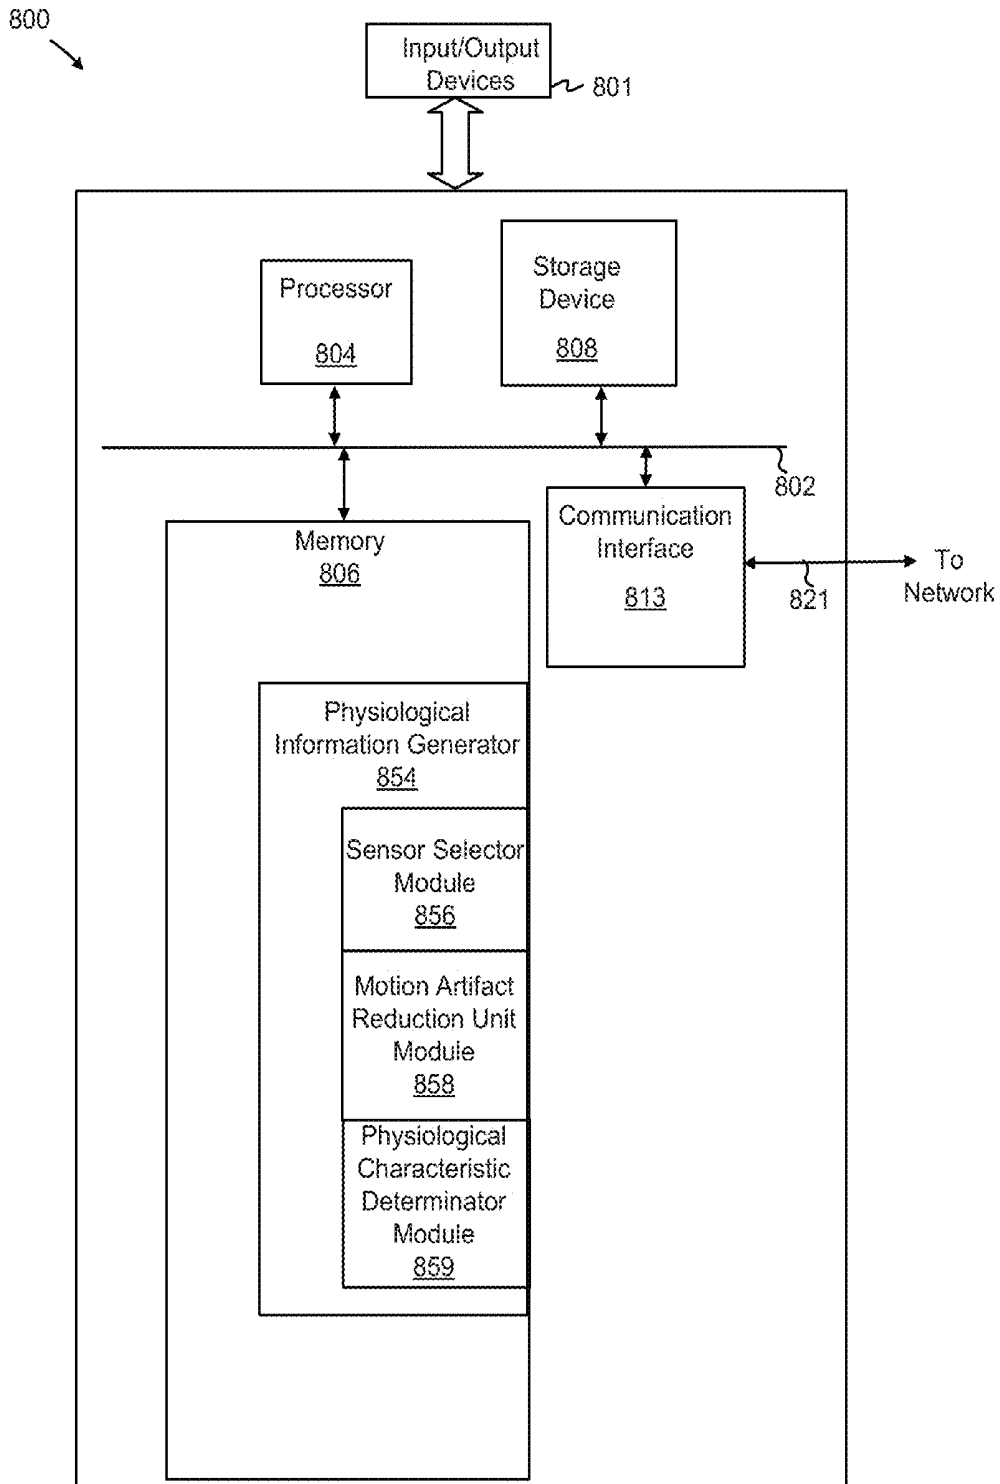 800
Input/Output
Devices
801
Processor
804
Storage
Device
808
802
Memory
806
Communication
Interface
813
821
To
Network
Physiological
Information Generator
854
Sensor Selector
Module
856
Motion Artifact
Reduction Unit
Module
858
Physiological
Characteristic
Determinator
Module
859